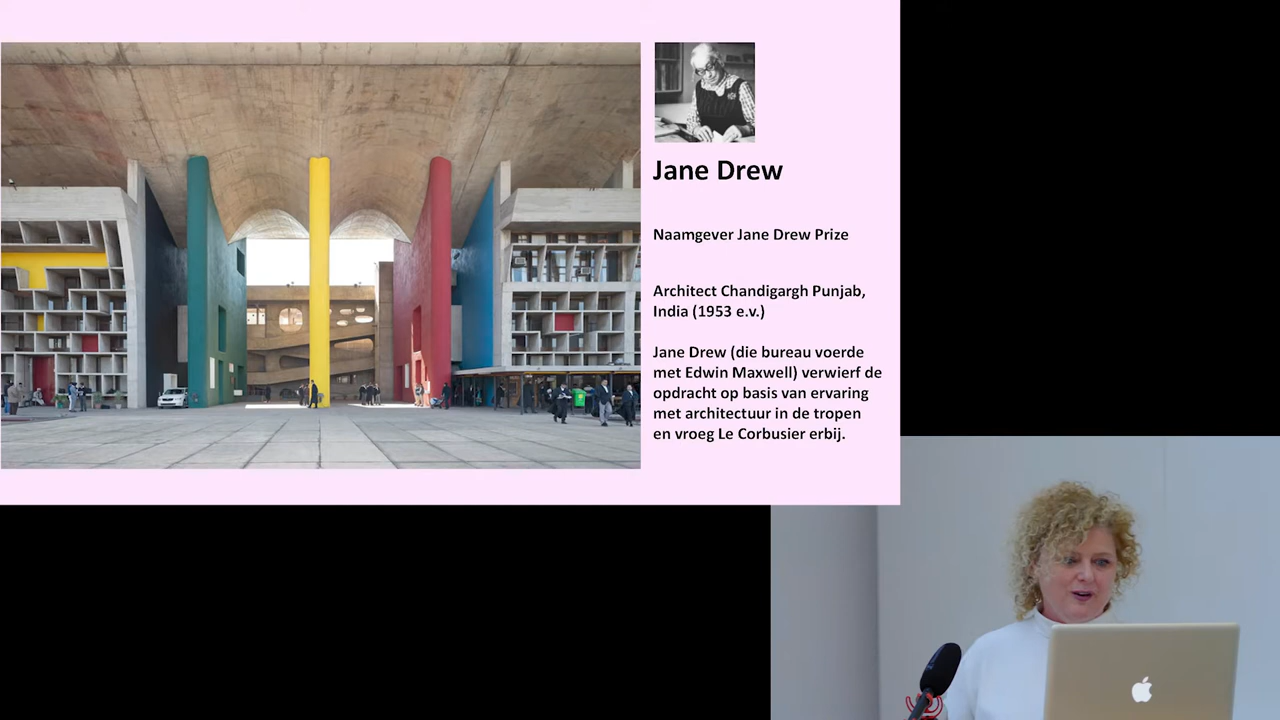 Jane Drew
Naamgever Jane Drew Prize
Architect Chandigargh Punjab,
India (1953 e.v.)
Jane Drew (die bureau voerde
met Edwin Maxwell) verwierf de
opdracht op basis van ervaring
met architectuur in de tropen
en vroeg Le Corbusier erbij.